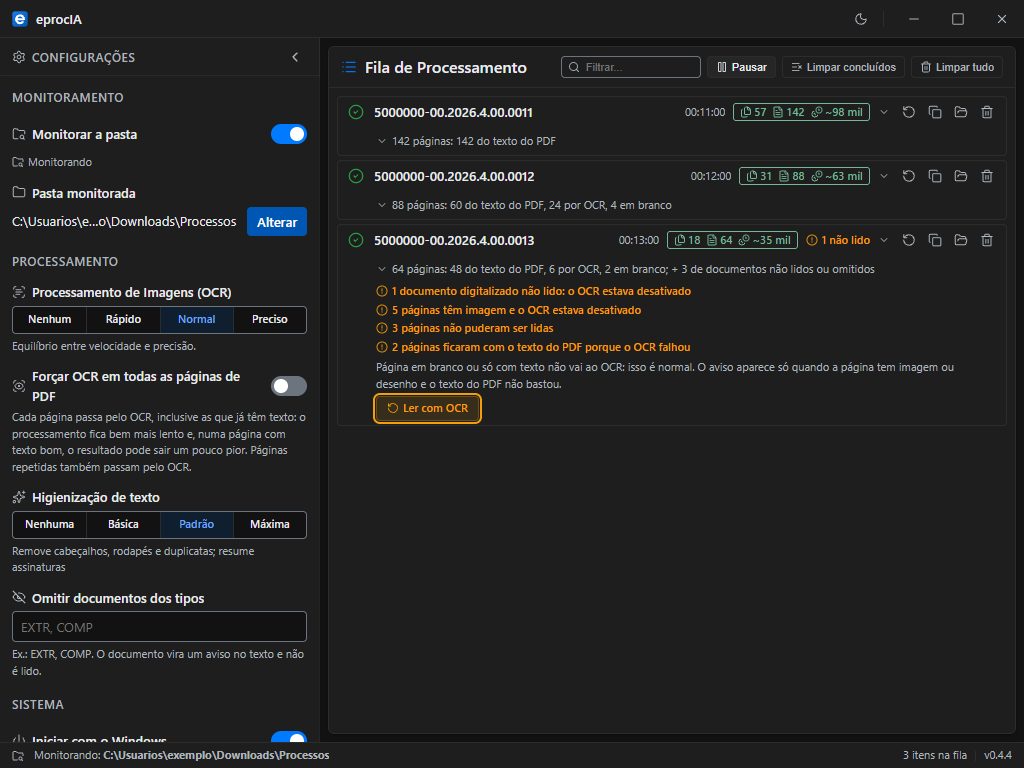 eprocIA
CONFIGURAÇÕES
MONITORAMENTO
Monitorar a pasta
Monitorando
Pasta monitorada
C:\Usuarios\e...o\Downloads\Processos
Alterar
PROCESSAMENTO
Processamento de Imagens (OCR)
Nenhum Rápido Normal Preciso
Equilíbrio entre velocidade e precisão.
Forçar OCR em todas as páginas de
PDF
Cada página passa pelo OCR, inclusive as que já têm texto: o
processamento fica bem mais lento e, numa página com
texto bom, o resultado pode sair um pouco pior. Páginas
repetidas também passam pelo OCR.
Higienização de texto
Nenhuma Básica Padrão Máxima
Remove cabeçalhos, rodapés e duplicatas; resume
assinaturas
Omitir documentos dos tipos
EXTR, COMP
Ex.: EXTR, COMP. O documento vira um aviso no texto e não
é lido.
SISTEMA
Iniciar com o Windows
Fila de Processamento
Filtrar...
Pausar
Limpar concluídos
Limpar tudo
5000000-00.2026.4.00.0011 00:11:00 57 142 ~98 mil
142 páginas: 142 do texto do PDF
5000000-00.2026.4.00.0012 00:12:00 31 88 ~63 mil
88 páginas: 60 do texto do PDF, 24 por OCR, 4 em branco
5000000-00.2026.4.00.0013 00:13:00 18 64 ~35 mil 1 não lido
64 páginas: 48 do texto do PDF, 6 por OCR, 2 em branco; + 3 de documentos não lidos ou omitidos
1 documento digitalizado não lido: o OCR estava desativado
5 páginas têm imagem e o OCR estava desativado
3 páginas não puderam ser lidas
2 páginas ficaram com o texto do PDF porque o OCR falhou
Página em branco ou só com texto não vai ao OCR: isso é normal. O aviso aparece só quando a página tem imagem ou
desenho e o texto do PDF não bastou.
Ler com OCR
Monitorando: C:\Usuarios\exemplo\Downloads\Processos
3 itens na fila
v0.4.4